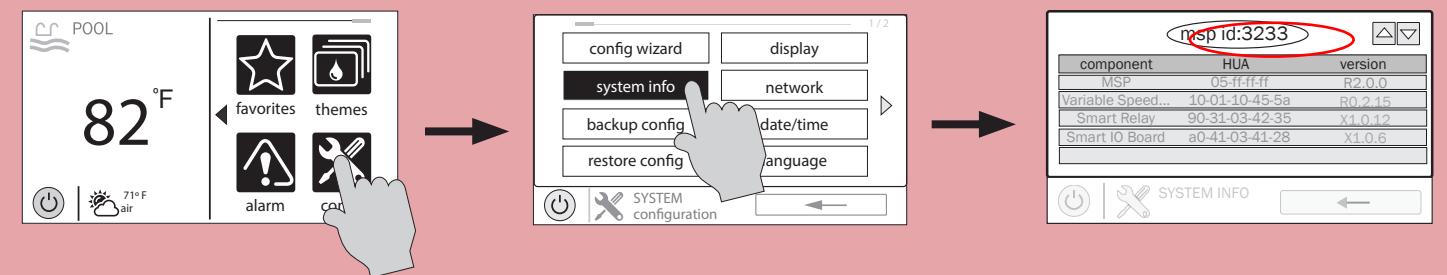 POOL
82°F
favorites themes
alarm
71° F
air
1 / 2
config wizard display
system info network
backup config date/time
restore config
SYSTEM
configuration
msp id:3233
component HUA version
MSP 05-ff-ff-ff R2.0.0
Variable Speed... 10-01-10-45-5a R0.2.15
Smart Relay 90-31-03-42-35 X1.0.12
Smart IO Board a0-41-03-41-28 X1.0.6
SYSTEM INFO